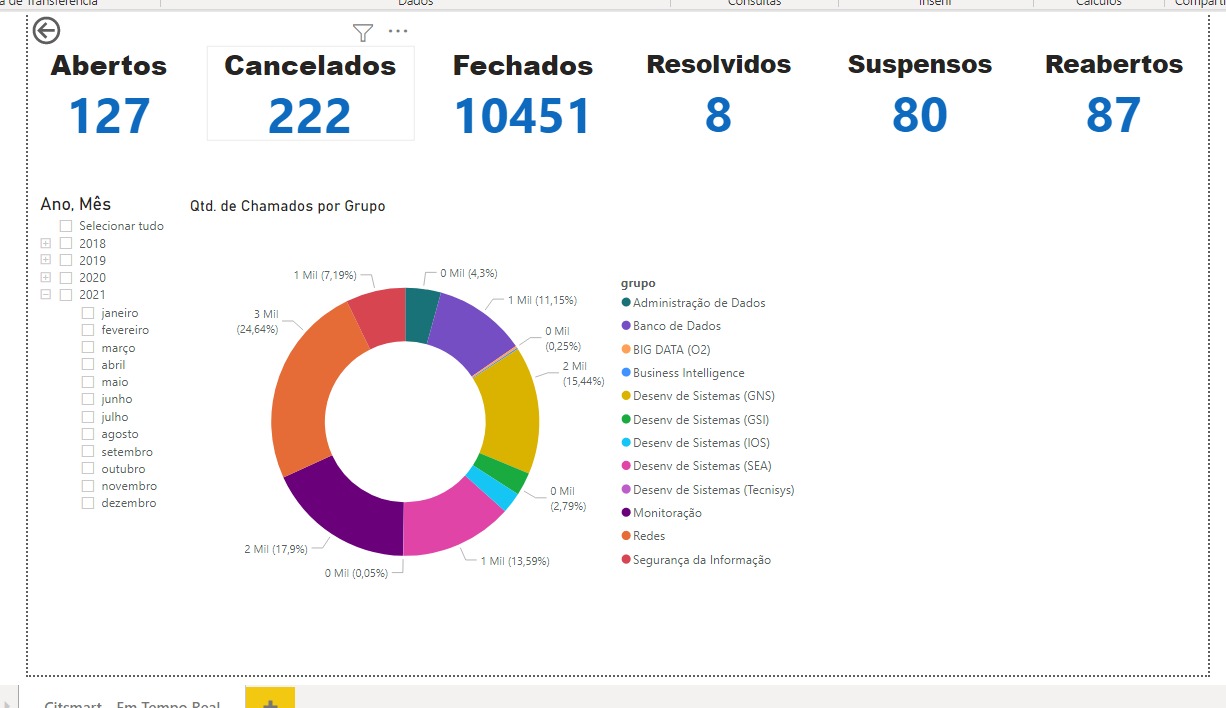 a de Transferência
Dados
Consultas
Inserir
Cálculos
Comparti
Abertos
127
Cancelados
222
Fechados
10451
Resolvidos
8
Suspensos
80
Reabertos
87
Ano, Mês
Selecionar tudo
2018
2019
2020
2021
janeiro
fevereiro
março
abril
maio
junho
julho
agosto
setembro
outubro
novembro
dezembro
Qtd. de Chamados por Grupo
1 Mil (7,19%)
0 Mil (4,3%)
1 Mil (11,15%)
0 Mil
(0,25%)
2 Mil
(15,44%)
0 Mil
(2,79%)
1 Mil (13,59%)
0 Mil (0,05%)
2 Mil (17,9%)
3 Mil
(24,64%)
grupo
Administração de Dados
Banco de Dados
BIG DATA (O2)
Business Intelligence
Desenv de Sistemas (GNS)
Desenv de Sistemas (GSI)
Desenv de Sistemas (IOS)
Desenv de Sistemas (SEA)
Desenv de Sistemas (Tecnisys)
Monitoração
Redes
Segurança da Informação
Citsmart - Em Tempo Real